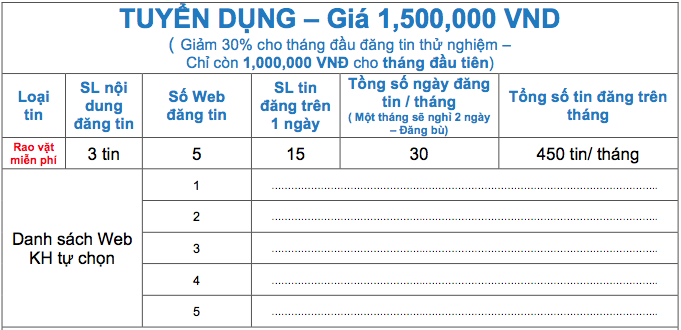 TUYỂN DỤNG – Giá 1,500,000 VND
( Giảm 30% cho tháng đầu đăng tin thử nghiệm –
Chỉ còn 1,000,000 VNĐ cho tháng đầu tiên)
Loại tin
SL nội dung đăng tin
Số Web đăng tin
SL tin đăng trên 1 ngày
Tổng số ngày đăng tin / tháng
( Một tháng sẽ nghỉ 2 ngày – Đăng bù)
Tổng số tin đăng trên tháng
Rao vặt miễn phí
3 tin
5
15
30
450 tin/ tháng
Danh sách Web KH tự chọn
1 ........................................................................
2 ........................................................................
3 ........................................................................
4 ........................................................................
5 ........................................................................